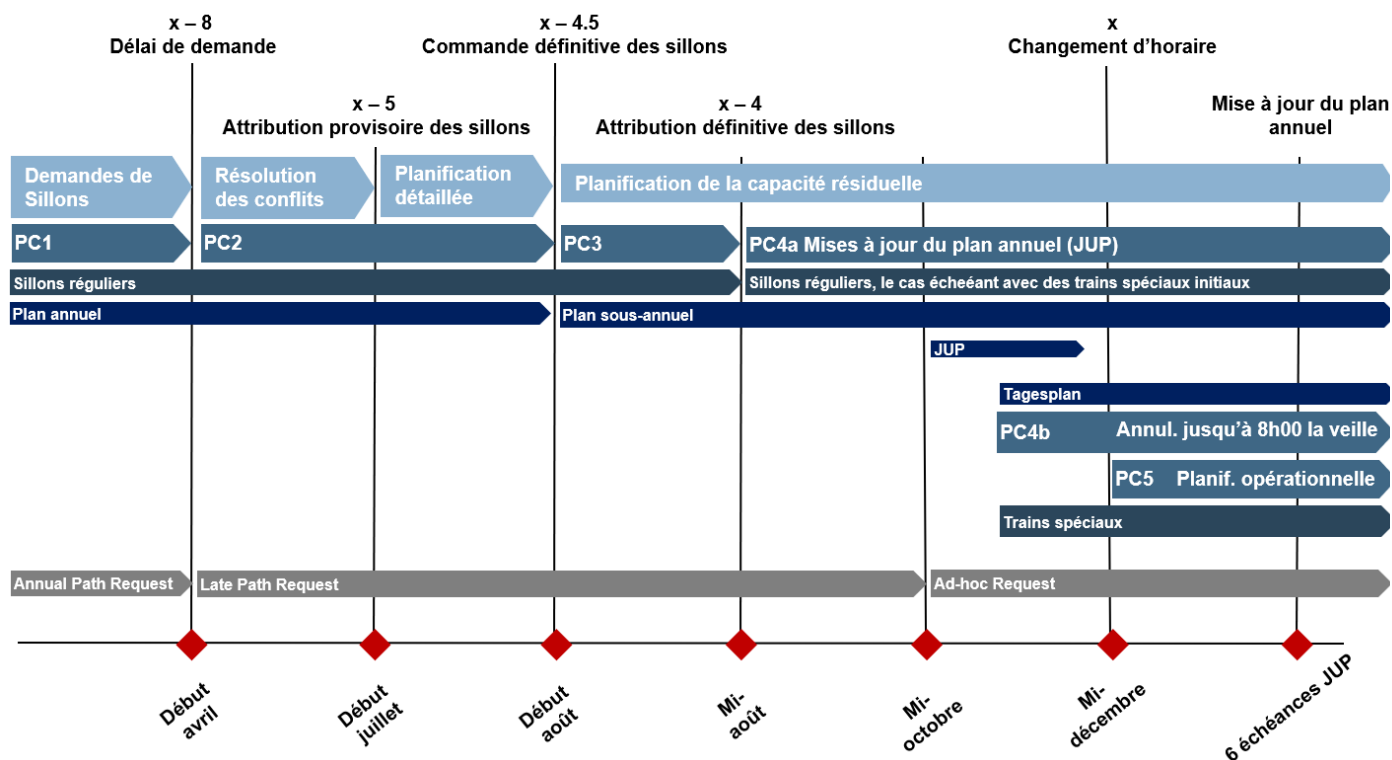 x – 8
Délai de demande
x – 4.5
Commande définitive des sillons
x
Changement d'horaire
x – 5
Attribution provisoire des sillons
x – 4
Attribution définitive des sillons
Mise à jour du plan
annuel
Demandes de
Sillons
Résolution
des conflits
Planification
détaillée
Planification de la capacité résiduelle
PC1
PC2
PC3
PC4a Mises à jour du plan annuel (JUP)
Sillons réguliers
Sillons réguliers, le cas écheéant avec des trains spéciaux initiaux
Plan annuel
Plan sous-annuel
JUP
Tagesplan
PC4b
Annul. jusqu'à 8h00 la veille
PC5
Planif. opérationnelle
Trains spéciaux
Annual Path Request
Late Path Request
Ad-hoc Request
Début
avril
Début
juillet
Début
août
Mi-
août
Mi-
octobre
Mi-
décembre
6 échéances JUP